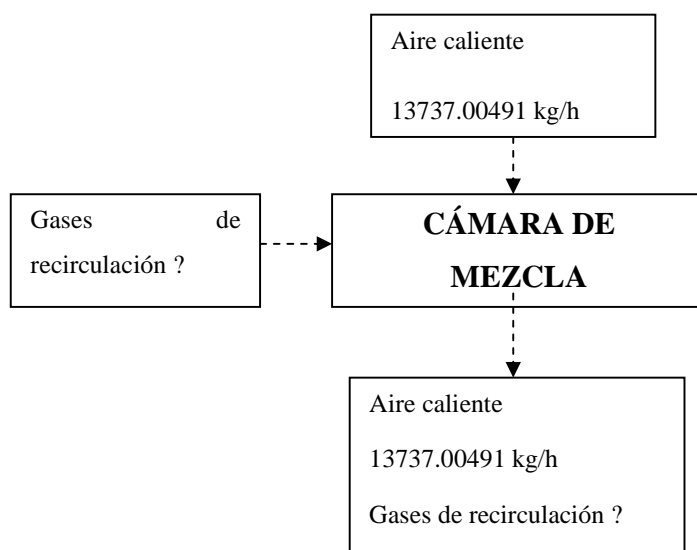 Aire caliente
13737.00491 kg/h
Gases de
recirculación ?
CÁMARA DE
MEZCLA
Aire caliente
13737.00491 kg/h
Gases de recirculación ?